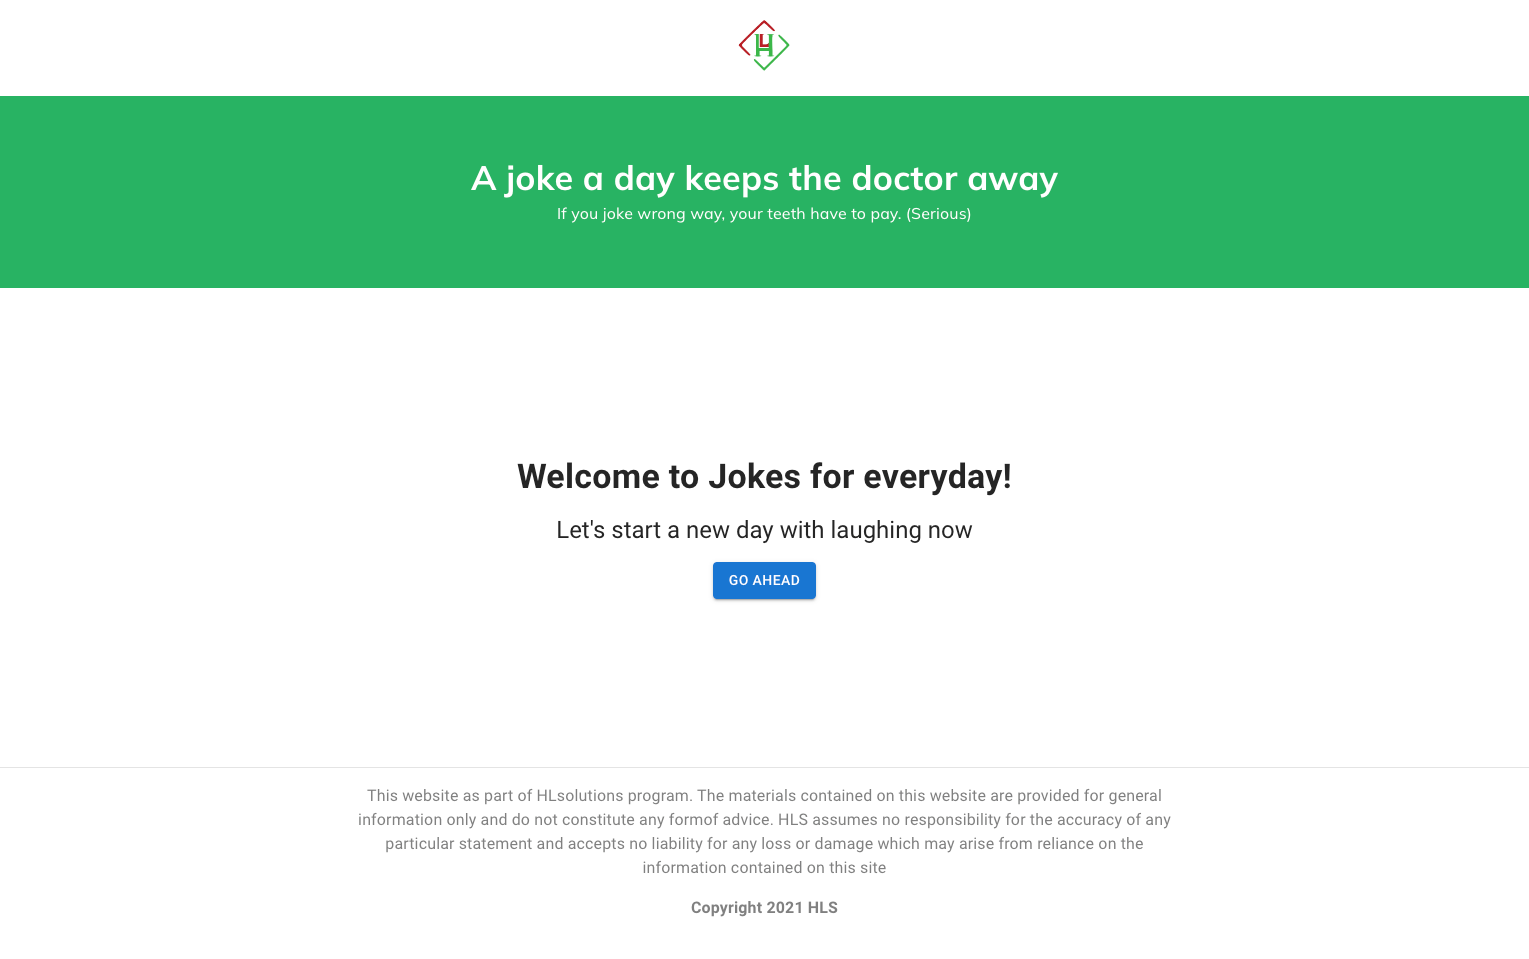 A joke a day keeps the doctor away
If you joke wrong way, your teeth have to pay. (Serious)
Welcome to Jokes for everyday!
Let's start a new day with laughing now
GO AHEAD
This website as part of HLsolutions program. The materials contained on this website are provided for general
information only and do not constitute any formof advice. HLS assumes no responsibility for the accuracy of any
particular statement and accepts no liability for any loss or damage which may arise from reliance on the
information contained on this site
Copyright 2021 HLS